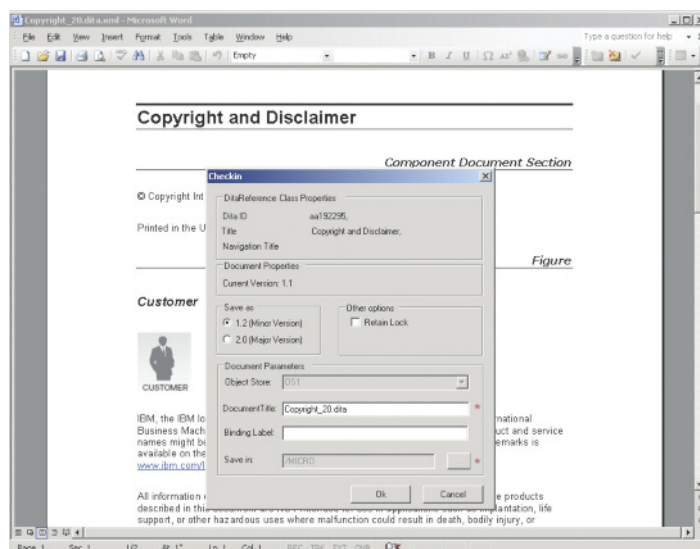 Copyright_20.dita.xml - Microsoft Word
File Edit View Insert Format Tools Table Window Help Type a question for help
Empty B I U
Copyright and Disclaimer
Component Document Section
© Copyright Int
Printed in the U
Figure
Customer
CUSTOMER
Checkin
DitaReference Class Properties
Dita ID aa192295,
Title Copyright and Disclaimer,
Navigation Title
Document Properties
Current Version: 1.1
Save as Other options
1.2 (Minor Version) Retain Lock
2.0 (Major Version)
Document Parameters
Object Store: OS1
DocumentTitle: Copyright_20.dita *
Binding Label:
Save in: /MICRO *
Ok Cancel
IBM, the IBM lo national
Business Mach uct and service
names might be emarks is
available on the
www.ibm.com/l
All information e products
described in this implantation, life
support, or other hazardous uses where malfunction could result in death, bodily injury, or
Page 1 Sec 1 1/2 At 1" Ln 1 Col 1 REC TRK EXT OVR